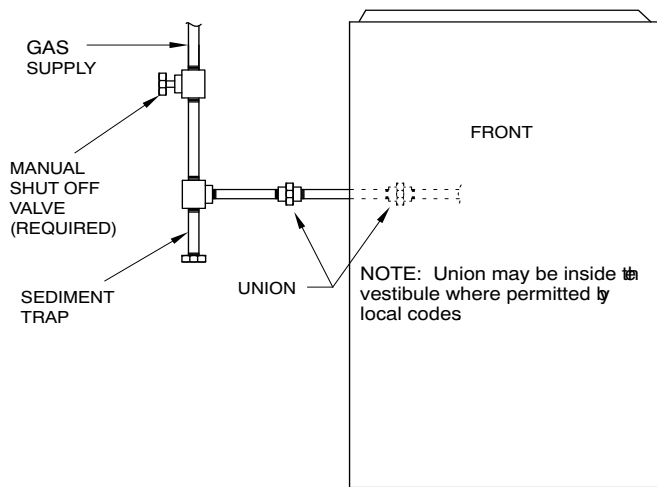 GAS
SUPPLY
FRONT
MANUAL
SHUT OFF
VALVE
(REQUIRED)
SEDIMENT
TRAP
UNION
NOTE: Union may be inside the
vestibule where permitted by
local codes